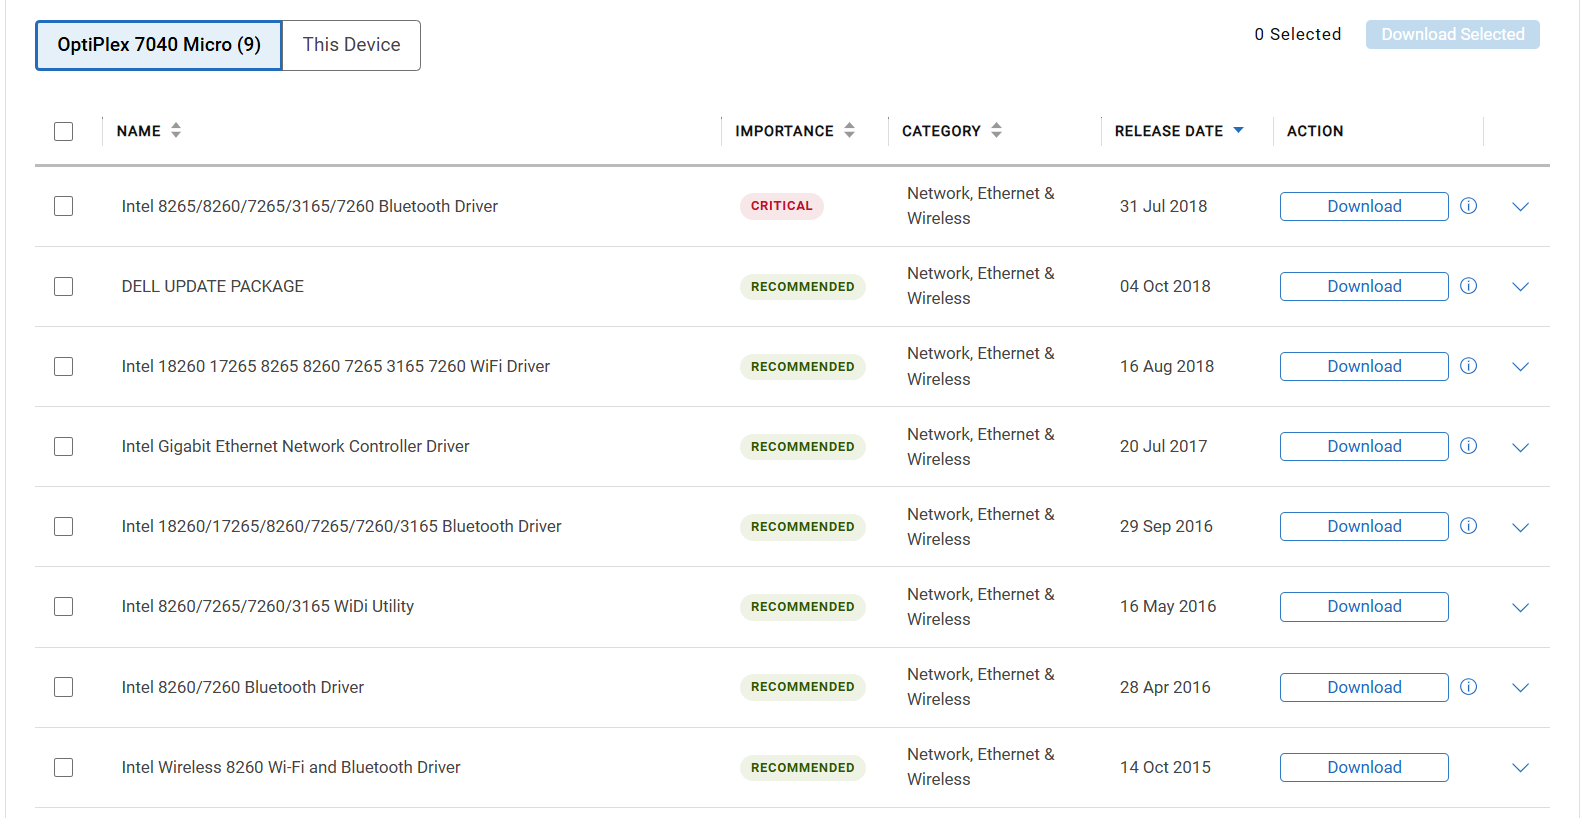 OptiPlex 7040 Micro (9) This Device 0 Selected Download Selected
NAME IMPORTANCE CATEGORY RELEASE DATE ACTION
Intel 8265/8260/7265/3165/7260 Bluetooth Driver CRITICAL Network, Ethernet & 31 Jul 2018 Download
Wireless
DELL UPDATE PACKAGE RECOMMENDED Network, Ethernet & 04 Oct 2018 Download
Wireless
Intel 18260 17265 8265 8260 7265 3165 7260 WiFi Driver RECOMMENDED Network, Ethernet & 16 Aug 2018 Download
Wireless
Intel Gigabit Ethernet Network Controller Driver RECOMMENDED Network, Ethernet & 20 Jul 2017 Download
Wireless
Intel 18260/17265/8260/7265/7260/3165 Bluetooth Driver RECOMMENDED Network, Ethernet & 29 Sep 2016 Download
Wireless
Intel 8260/7265/7260/3165 WiDi Utility RECOMMENDED Network, Ethernet & 16 May 2016 Download
Wireless
Intel 8260/7260 Bluetooth Driver RECOMMENDED Network, Ethernet & 28 Apr 2016 Download
Wireless
Intel Wireless 8260 Wi-Fi and Bluetooth Driver RECOMMENDED Network, Ethernet & 14 Oct 2015 Download
Wireless